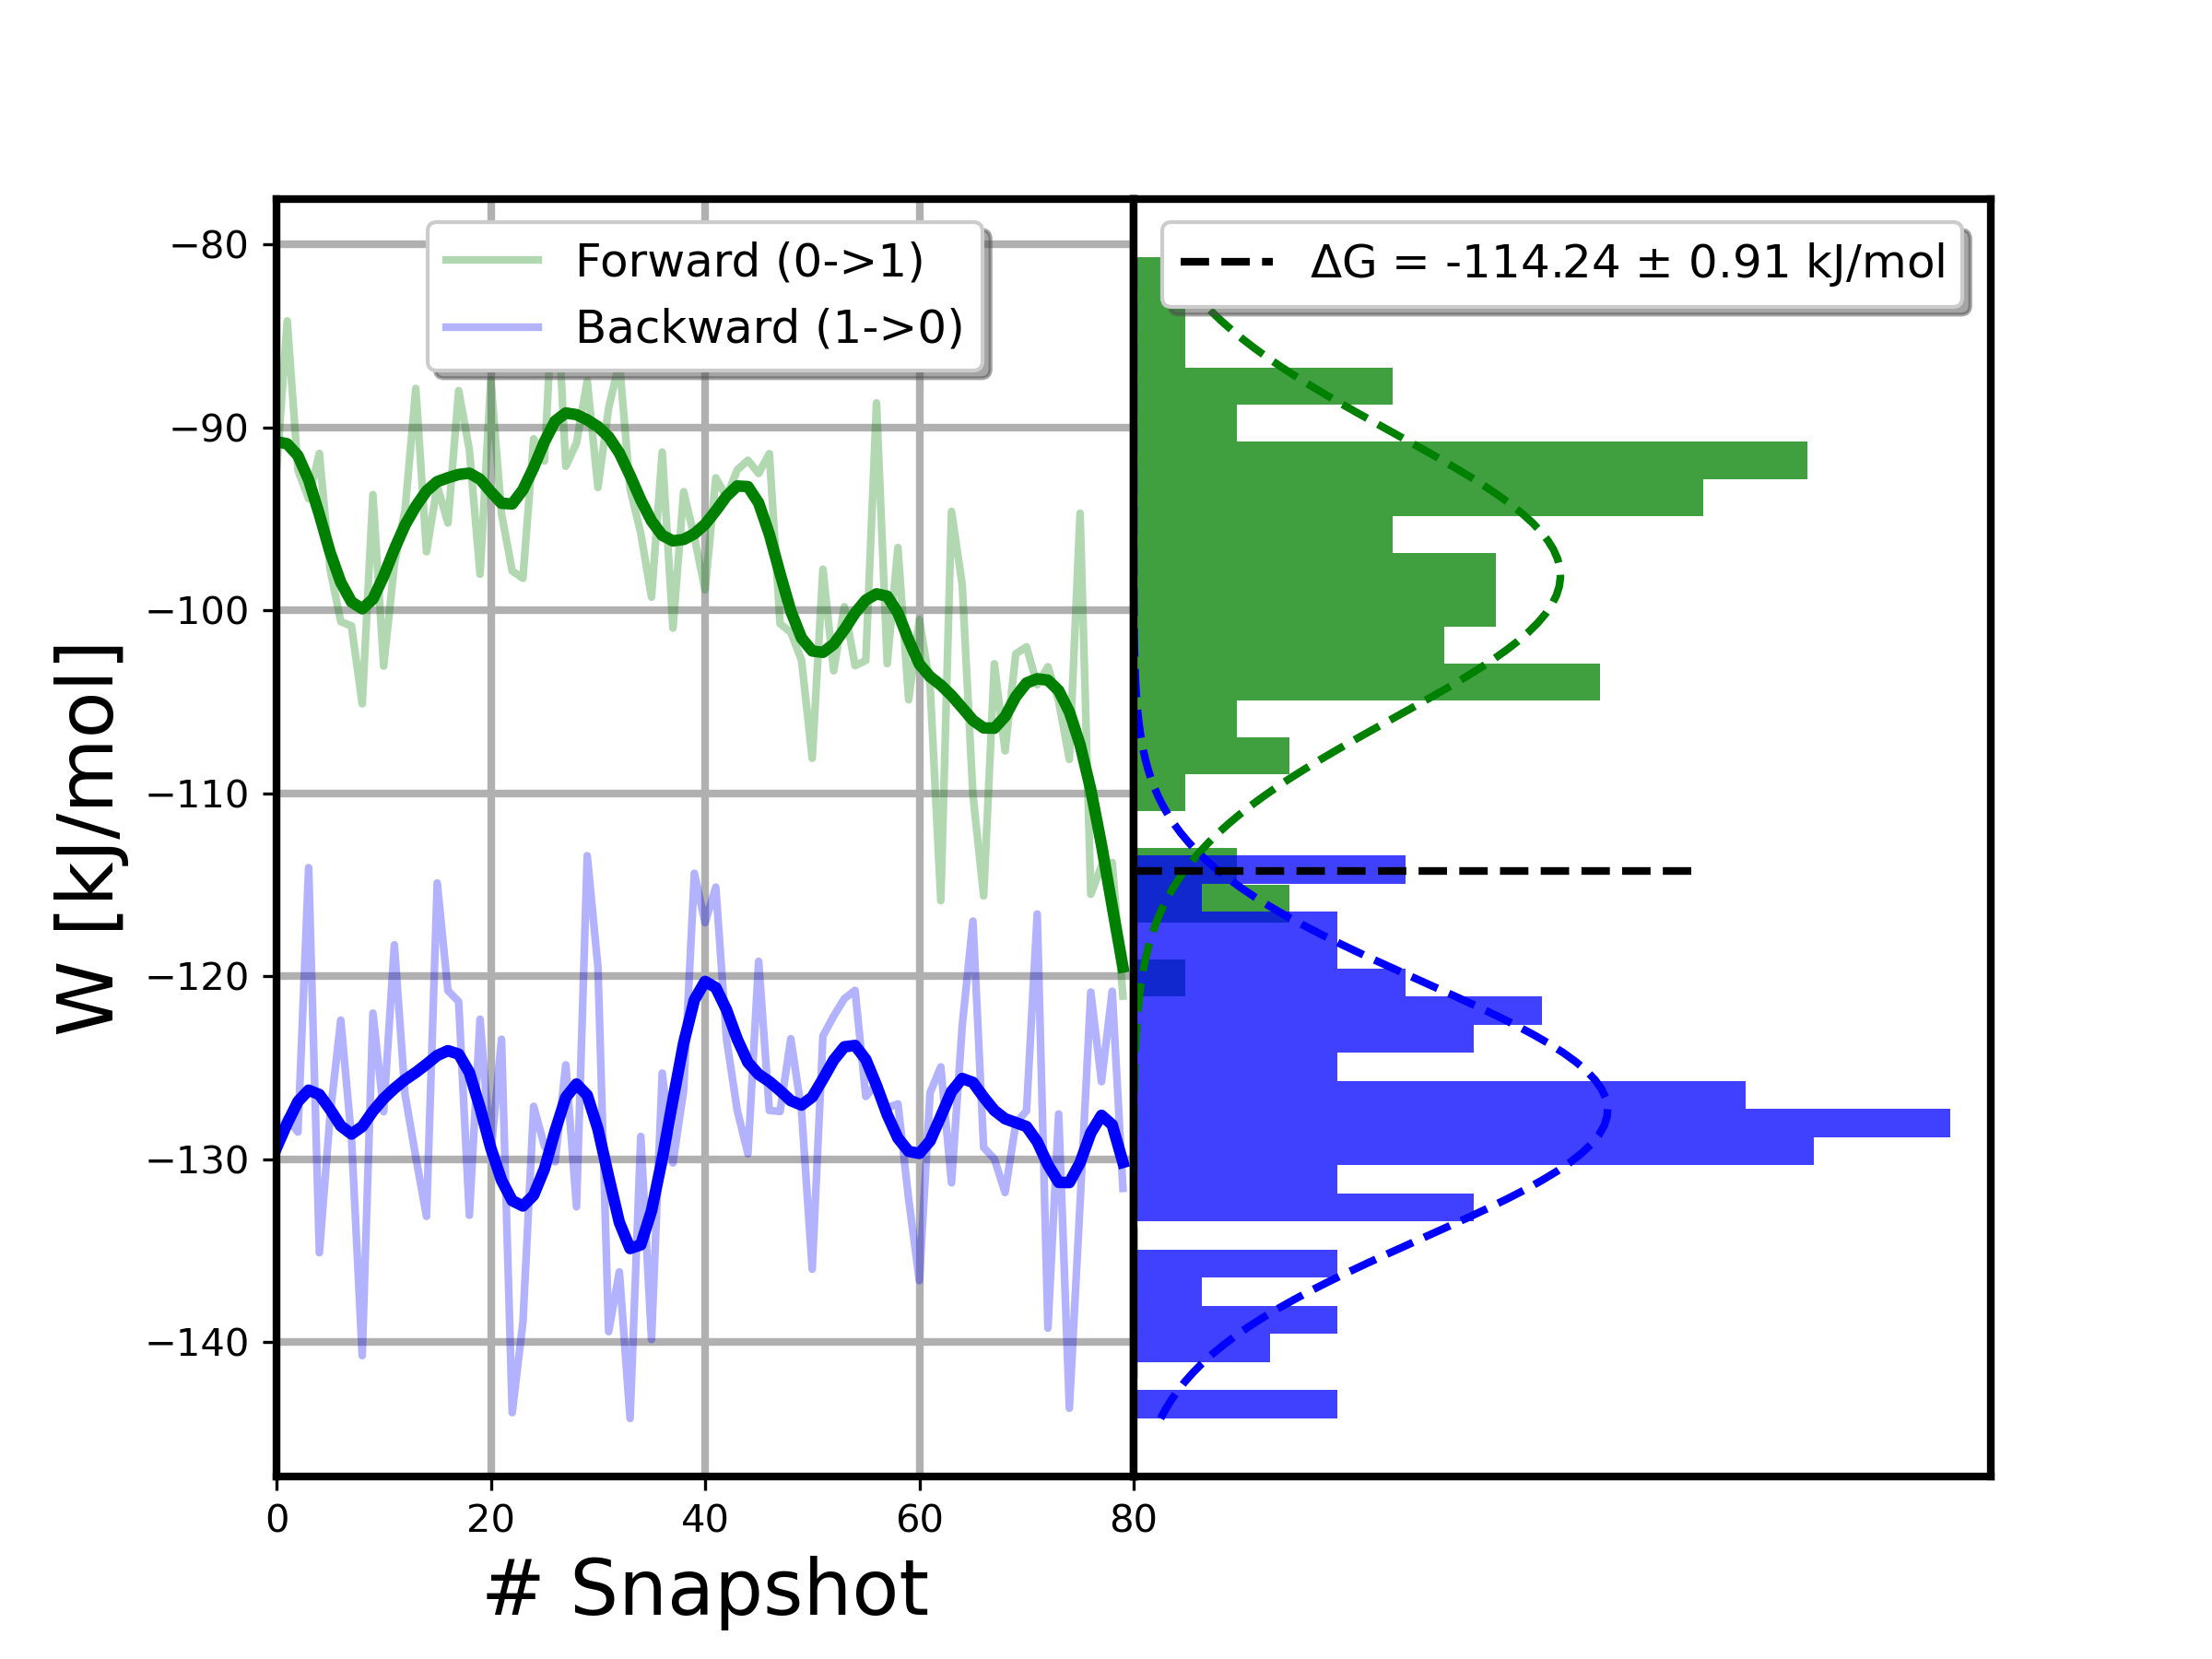 Forward (0->1)
Backward (1->0)
ΔG = -114.24 ± 0.91 kJ/mol
W [kJ/mol]
−80
−90
−100
−110
−120
−130
−140
0 20 40 60 80
# Snapshot